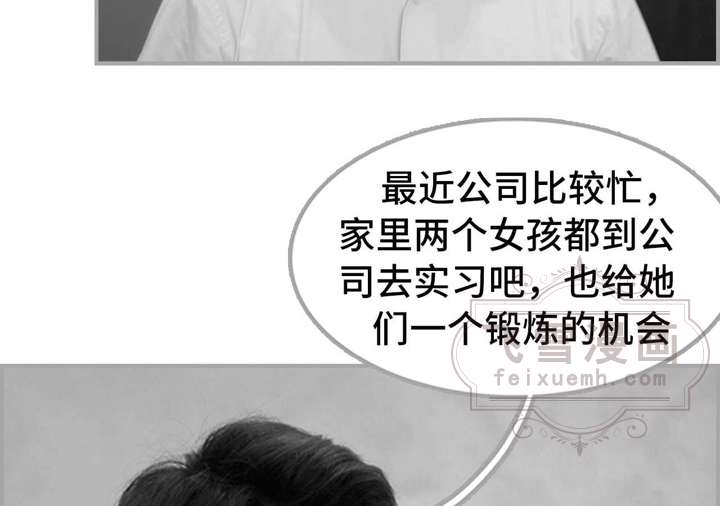 最近公司比较忙，
家里两个女孩都到公
司去实习吧，也给她
们一个锻炼的机会
飞雪漫画
feixuemh.com